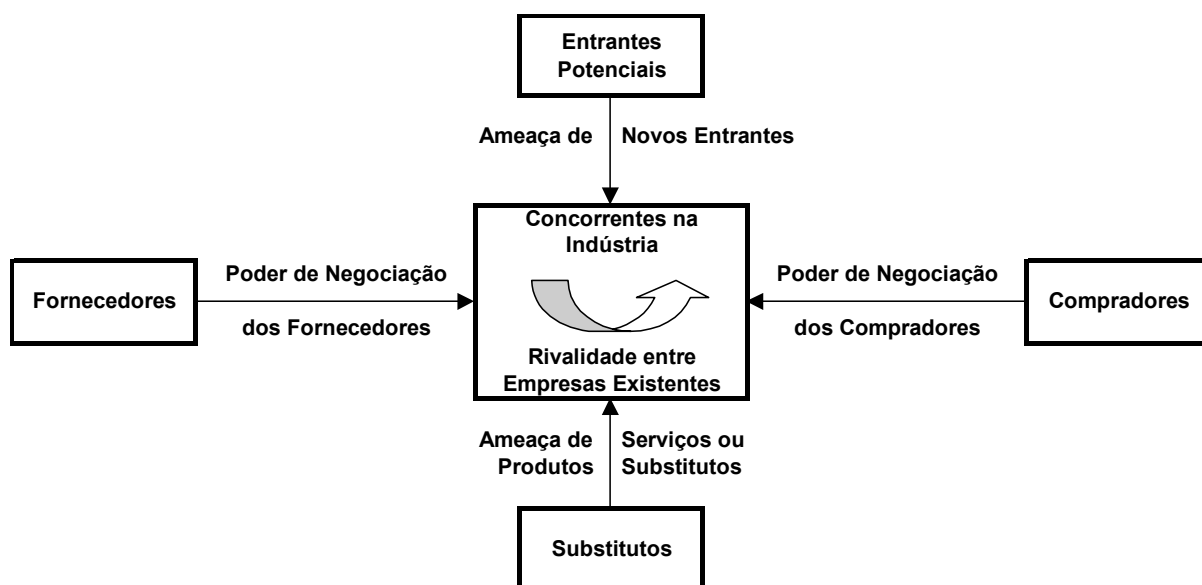 Entrantes
Potenciais
Ameaça de
Novos Entrantes
Concorrentes na
Indústria
Fornecedores
Poder de Negociação
dos Fornecedores
Poder de Negociação
dos Compradores
Compradores
Rivalidade entre
Empresas Existentes
Ameaça de
Produtos
Serviços ou
Substitutos
Substitutos